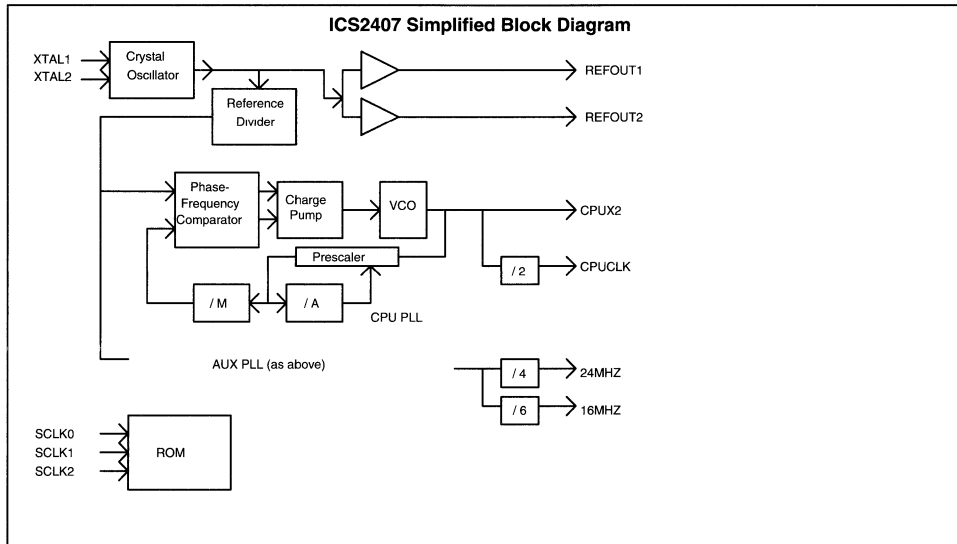 ICS2407 Simplified Block Diagram
XTAL1
XTAL2
Crystal
Oscillator
REFOUT1
Reference
Divider
REFOUT2
Phase-
Frequency
Comparator
Charge
Pump
VCO
CPUX2
Prescaler
/ 2
CPUCLK
/ M
/ A
CPU PLL
AUX PLL (as above)
/ 4
24MHZ
/ 6
16MHZ
SCLK0
SCLK1
SCLK2
ROM